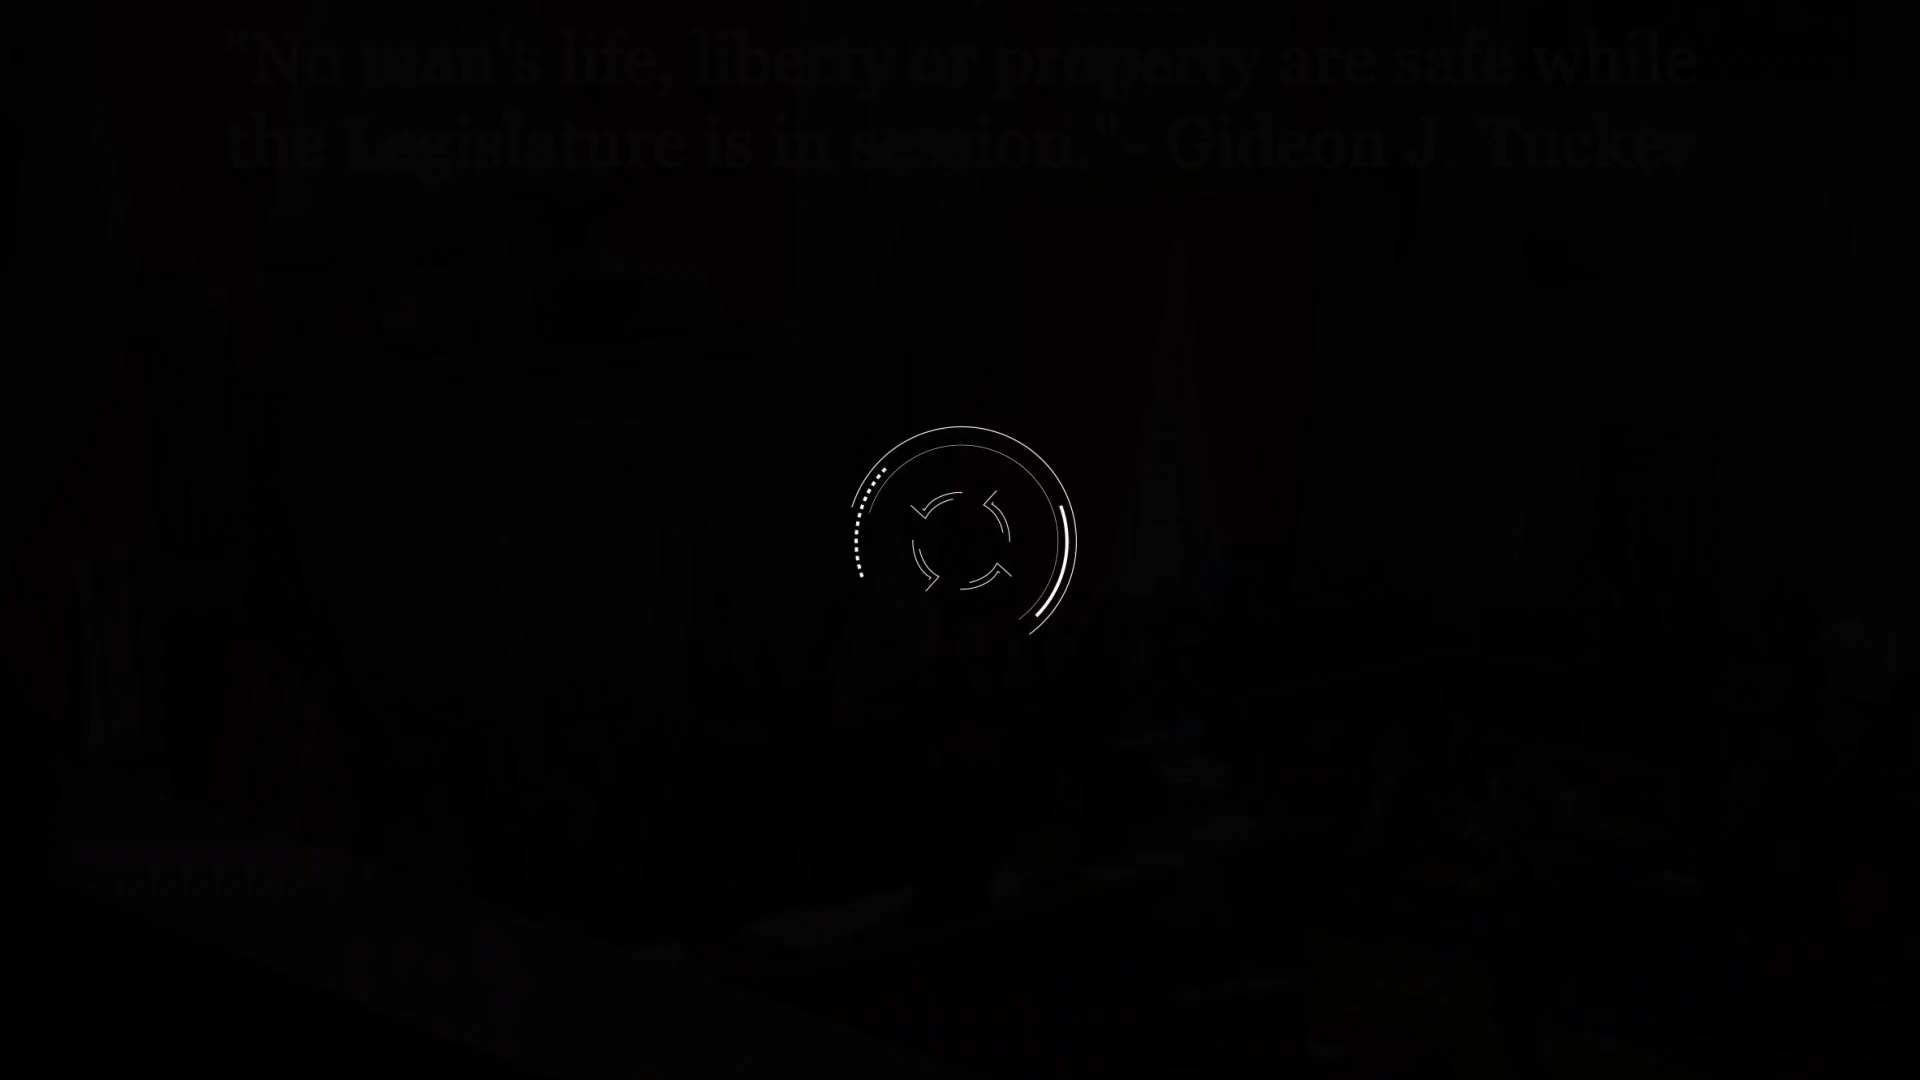 "No man's life, liberty or property are safe while
the Legislature is in session."- Gideon J. Tucker